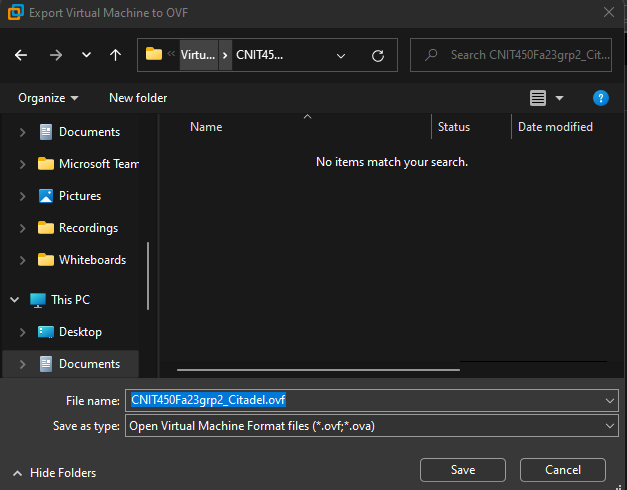 Export Virtual Machine to OVF
« Virtu... > CNIT45...
Search CNIT450Fa23grp2_Cit...
Organize
New folder
?
Name
Status
Date modified
No items match your search.
Documents
Microsoft Team
Pictures
Recordings
Whiteboards
This PC
Desktop
Documents
File name: CNIT450Fa23grp2_Citadel.ovf
Save as type: Open Virtual Machine Format files (*.ovf;*.ova)
Hide Folders
Save
Cancel